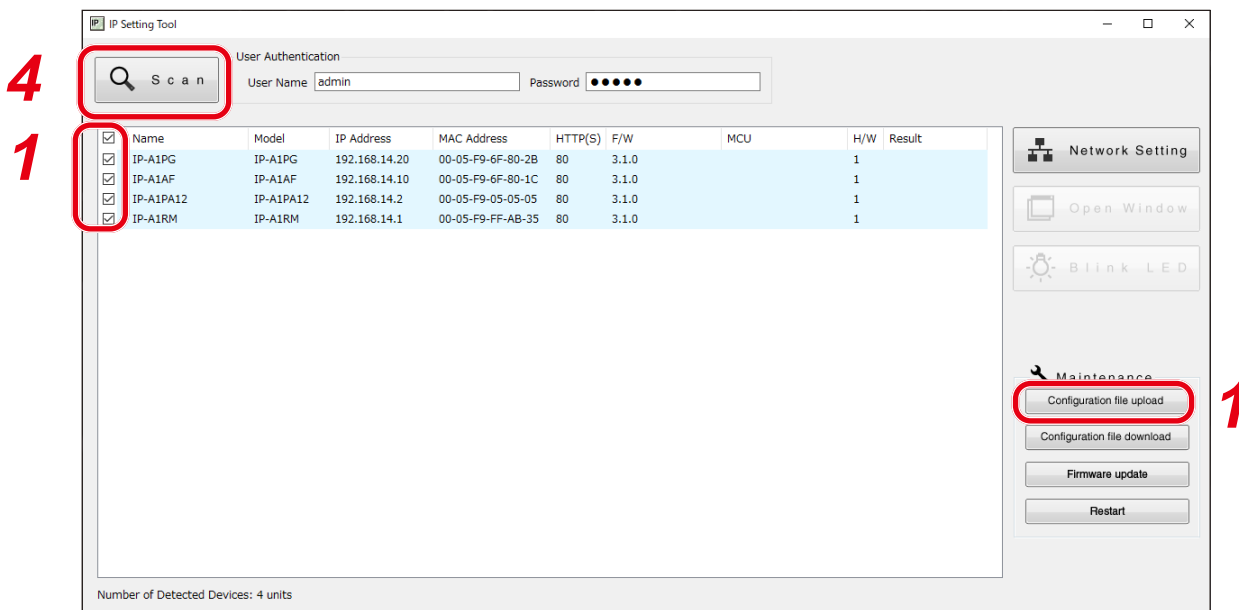 IP IP Setting Tool
4
Scan
User Authentication
User Name admin Password ●●●●●
1
Name Model IP Address MAC Address HTTP(S) F/W MCU H/W Result
IP-A1PG IP-A1PG 192.168.14.20 00-05-F9-6F-80-2B 80 3.1.0 1
IP-A1AF IP-A1AF 192.168.14.10 00-05-F9-6F-80-1C 80 3.1.0 1
IP-A1PA12 IP-A1PA12 192.168.14.2 00-05-F9-05-05-05 80 3.1.0 1
IP-A1RM IP-A1RM 192.168.14.1 00-05-F9-FF-AB-35 80 3.1.0 1
Network Setting
Open Window
Blink LED
Maintenance
Configuration file upload
1
Configuration file download
Firmware update
Restart
Number of Detected Devices: 4 units